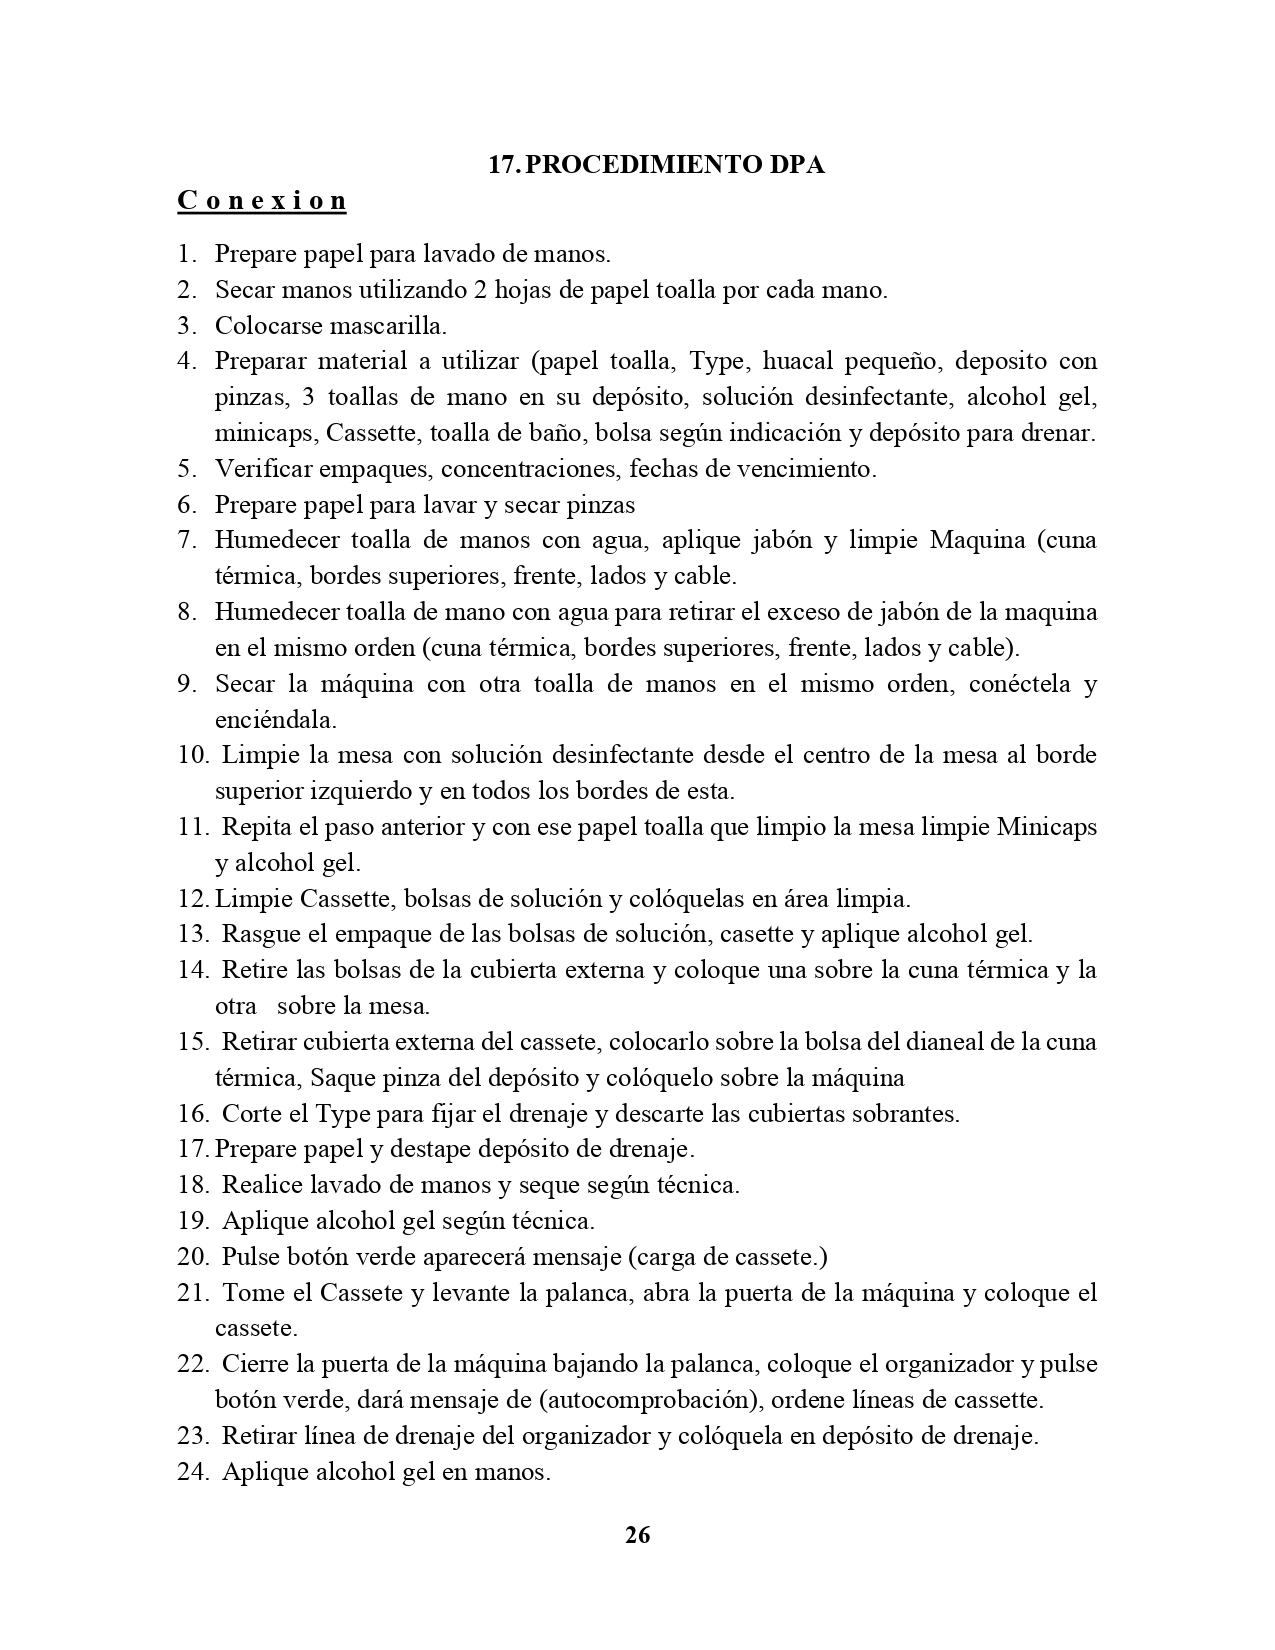 17. PROCEDIMIENTO DPA
C o n e x i o n
1. Prepare papel para lavado de manos.
2. Secar manos utilizando 2 hojas de papel toalla por cada mano.
3. Colocarse mascarilla.
4. Preparar material a utilizar (papel toalla, Type, huacal pequeño, deposito con
pinzas, 3 toallas de mano en su depósito, solución desinfectante, alcohol gel,
minicaps, Cassette, toalla de baño, bolsa según indicación y depósito para drenar.
5. Verificar empaques, concentraciones, fechas de vencimiento.
6. Prepare papel para lavar y secar pinzas
7. Humedecer toalla de manos con agua, aplique jabón y limpie Maquina (cuna
térmica, bordes superiores, frente, lados y cable.
8. Humedecer toalla de mano con agua para retirar el exceso de jabón de la maquina
en el mismo orden (cuna térmica, bordes superiores, frente, lados y cable).
9. Secar la máquina con otra toalla de manos en el mismo orden, conéctela y
enciéndala.
10. Limpie la mesa con solución desinfectante desde el centro de la mesa al borde
superior izquierdo y en todos los bordes de esta.
11. Repita el paso anterior y con ese papel toalla que limpio la mesa limpie Minicaps
y alcohol gel.
12. Limpie Cassette, bolsas de solución y colóquelas en área limpia.
13. Rasgue el empaque de las bolsas de solución, casette y aplique alcohol gel.
14. Retire las bolsas de la cubierta externa y coloque una sobre la cuna térmica y la
otra sobre la mesa.
15. Retirar cubierta externa del cassete, colocarlo sobre la bolsa del dianeal de la cuna
térmica, Saque pinza del depósito y colóquelo sobre la máquina
16. Corte el Type para fijar el drenaje y descarte las cubiertas sobrantes.
17. Prepare papel y destape depósito de drenaje.
18. Realice lavado de manos y seque según técnica.
19. Aplique alcohol gel según técnica.
20. Pulse botón verde aparecerá mensaje (carga de cassete.)
21. Tome el Cassete y levante la palanca, abra la puerta de la máquina y coloque el
cassete.
22. Cierre la puerta de la máquina bajando la palanca, coloque el organizador y pulse
botón verde, dará mensaje de (autocomprobación), ordene líneas de cassette.
23. Retirar línea de drenaje del organizador y colóquela en depósito de drenaje.
24. Aplique alcohol gel en manos.
26